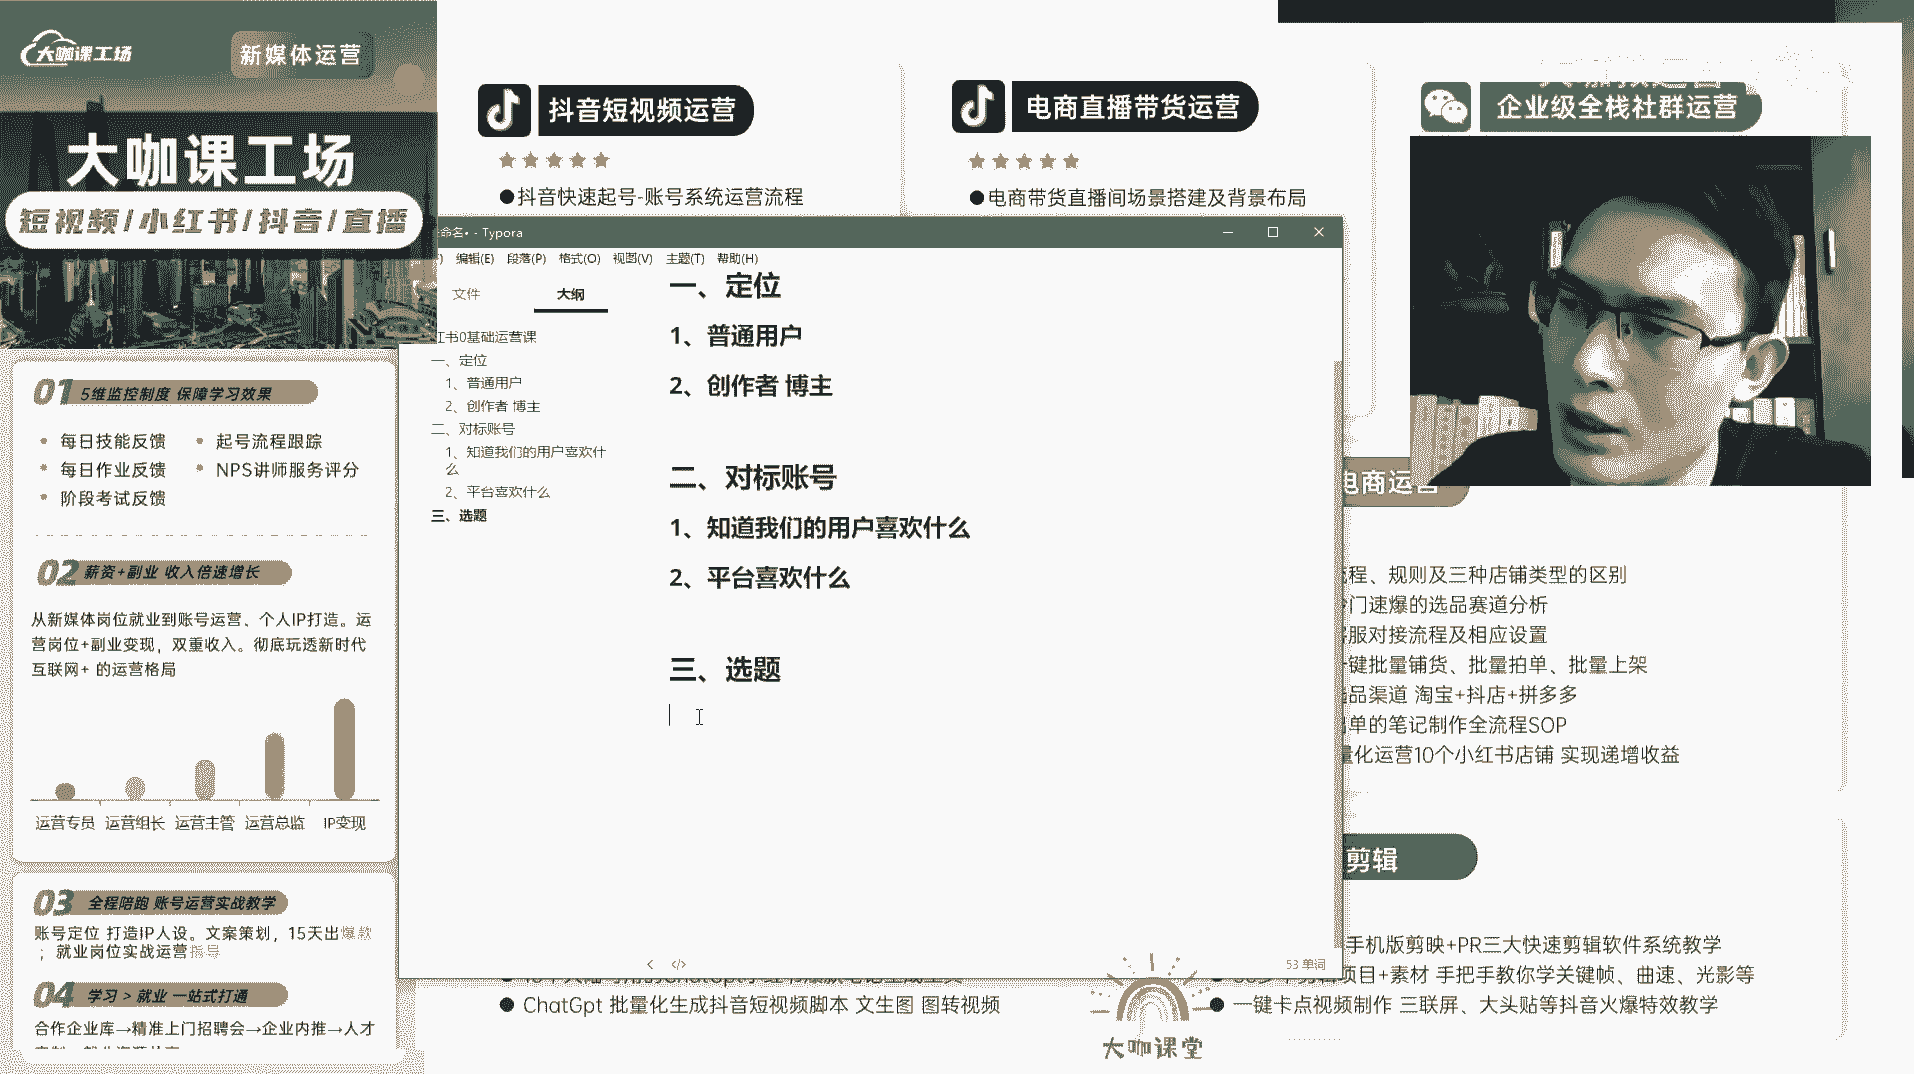 大咖课工场
新媒体运营
大咖课工场
短视频/小红书/抖音/直播
01 5维监控制度 保障学习效果
每日技能反馈
起号流程跟踪
每日作业反馈
NPS讲师服务评分
阶段考试反馈
02 薪资+副业 收入倍速增长
从新媒体岗位就业到账号运营、个人IP打造。运
营岗位+副业变现，双重收入。彻底玩透新时代
互联网+ 的运营格局
运营专员 运营组长 运营主管 运营总监 IP变现
03 全程陪跑 账号运营实战教学
账号定位 打造IP人设。文案策划，15天出爆款
；就业岗位实战运营指导
04 学习 > 就业 一站式打通
合作企业库→精准上门招聘会→企业内推→人才
抖音短视频运营
●抖音快速起号-账号系统运营流程
电商直播带货运营
●电商带货直播间场景搭建及背景布局
企业级全栈社群运营
命名• - Typora
编辑(E) 段落(P) 格式(O) 视图(V) 主题(T) 帮助(H)
文件
大纲
红书0基础运营课
一、定位
1、普通用户
2、创作者 博主
二、对标账号
1、知道我们的用户喜欢什
么
2、平台喜欢什么
三、选题
一、定位
1、普通用户
2、创作者 博主
二、对标账号
1、知道我们的用户喜欢什么
2、平台喜欢什么
三、选题
53 单词
电商运营
程、规则及三种店铺类型的区别
门速爆的选品赛道分析
服对接流程及相应设置
键批量铺货、批量拍单、批量上架
品渠道 淘宝+抖店+拼多多
单的笔记制作全流程SOP
量化运营10个小红书店铺 实现递增收益
剪辑
手机版剪映+PR三大快速剪辑软件系统教学
项目+素材 手把手教你学关键帧、曲速、光影等
● 一键卡点视频制作 三联屏、大头贴等抖音火爆特效教学
● ChatGpt 批量化生成抖音短视频脚本 文生图 图转视频
大咖课堂